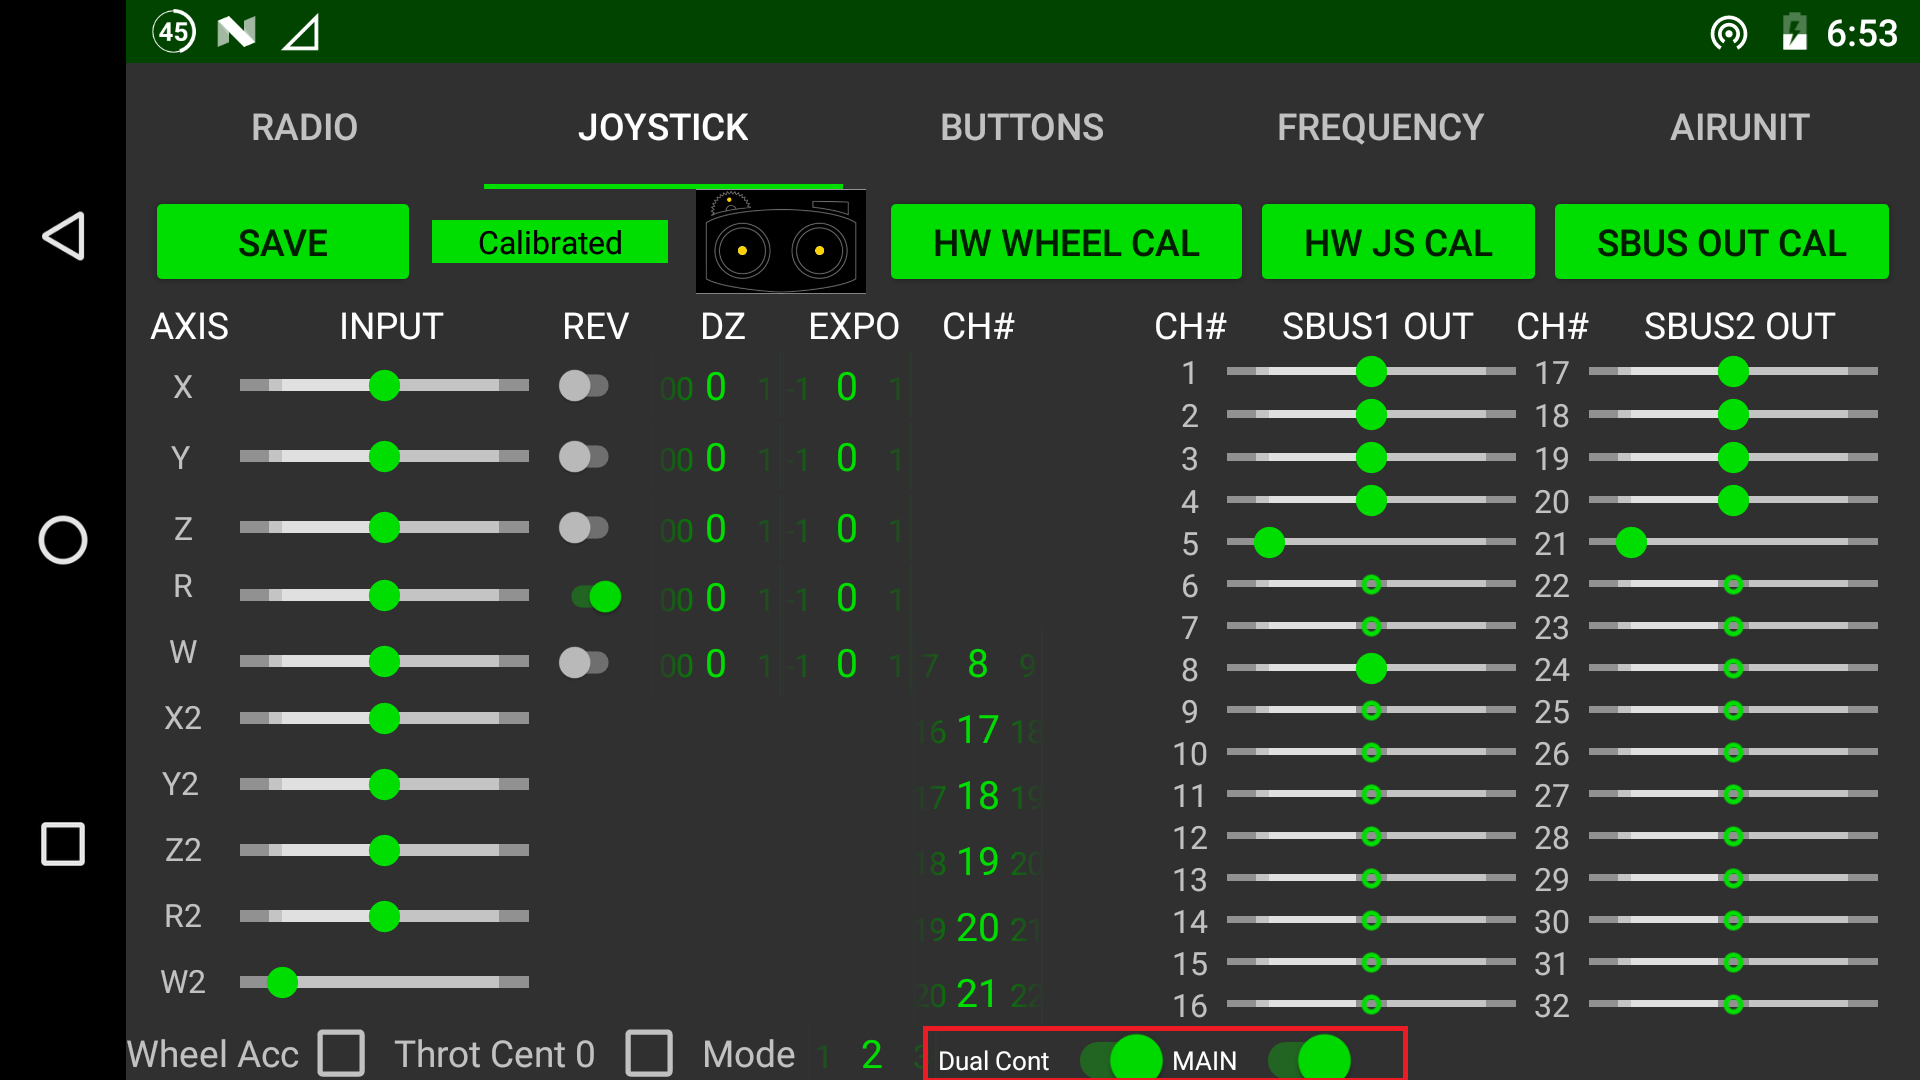 45 6:53
RADIO JOYSTICK BUTTONS FREQUENCY AIRUNIT
SAVE Calibrated HW WHEEL CAL HW JS CAL SBUS OUT CAL
AXIS INPUT REV DZ EXPO CH# CH# SBUS1 OUT CH# SBUS2 OUT
X 00 0 1 -1 0 1
Y 00 0 1 -1 0 1
Z 00 0 1 -1 0 1
R 00 0 1 -1 0 1
W 00 0 1 -1 0 1 7 8 9
X2 16 17 18
Y2 17 18 19
Z2 18 19 20
R2 19 20 21
W2 20 21 22
1 17
2 18
3 19
4 20
5 21
6 22
7 23
8 24
9 25
10 26
11 27
12 28
13 29
14 30
15 31
16 32
Wheel Acc Throt Cent 0 Mode 1 2 3 Dual Cont MAIN